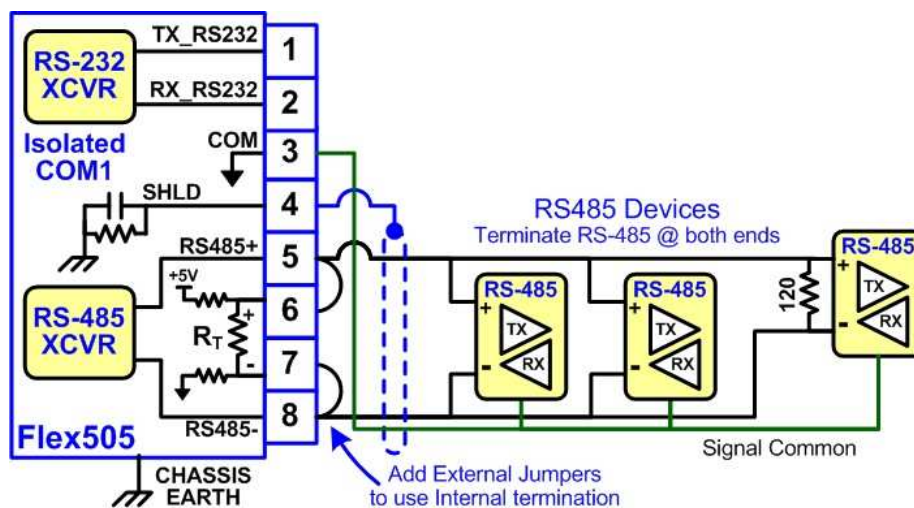 TX_RS232
RS-232
XCVR
1
RX_RS232
2
Isolated
COM1
COM
3
SHLD
4
RS485 Devices
Terminate RS-485 @ both ends
RS485+
5
+5V
RS-485
XCVR
+
RT
-
6
7
RS485-
8
Flex505
CHASSIS
EARTH
RS-485
+
TX
-
RX
RS-485
+
TX
-
RX
120
RS-485
+
TX
-
RX
Signal Common
Add External Jumpers
to use Internal termination